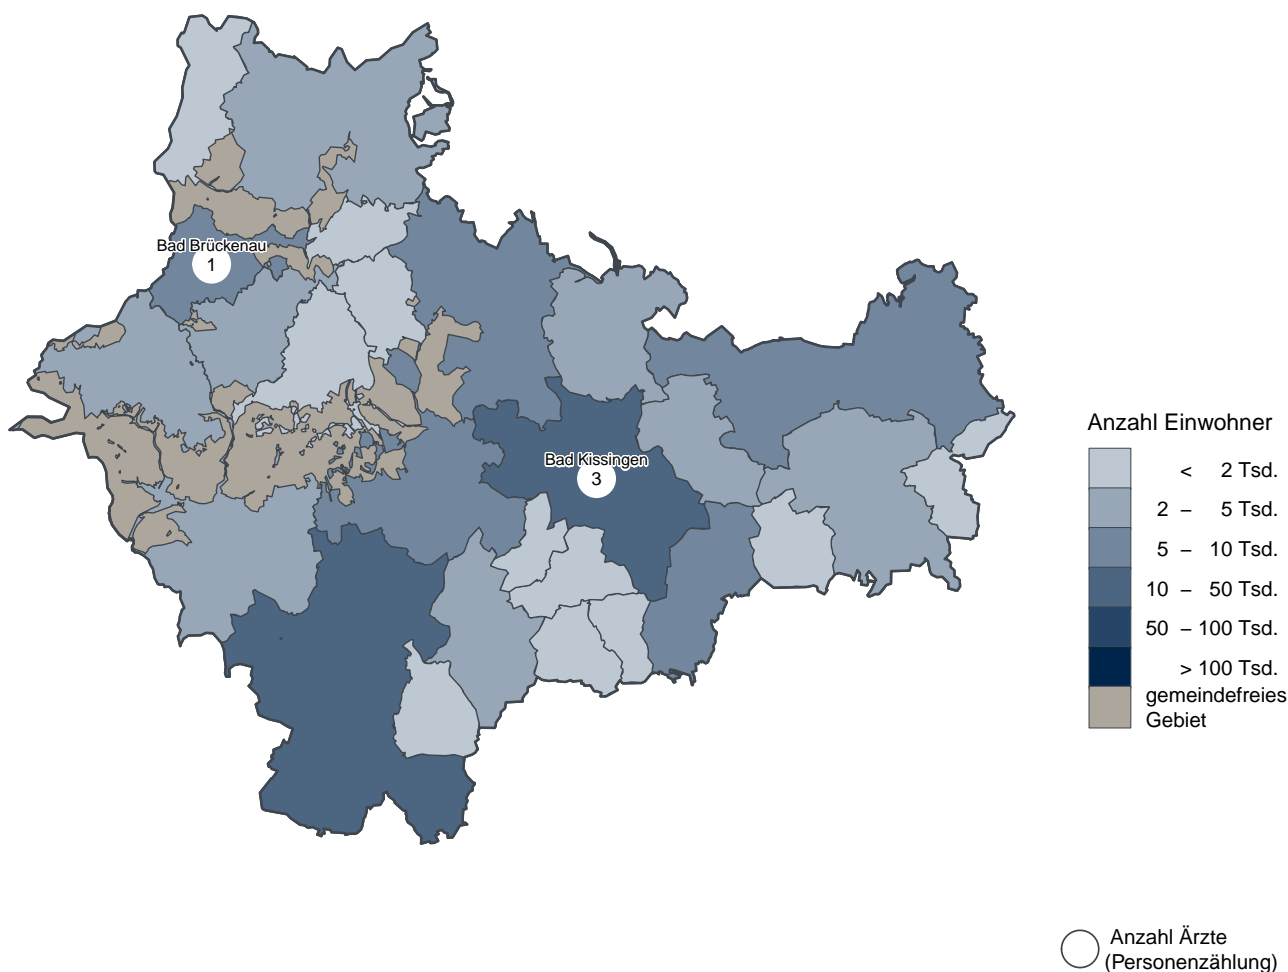 Bad Brückenau
1
Bad Kissingen
3
Anzahl Einwohner
< 2 Tsd.
2 – 5 Tsd.
5 – 10 Tsd.
10 – 50 Tsd.
50 – 100 Tsd.
> 100 Tsd.
gemeindefreies
Gebiet
Anzahl Ärzte
(Personenzählung)